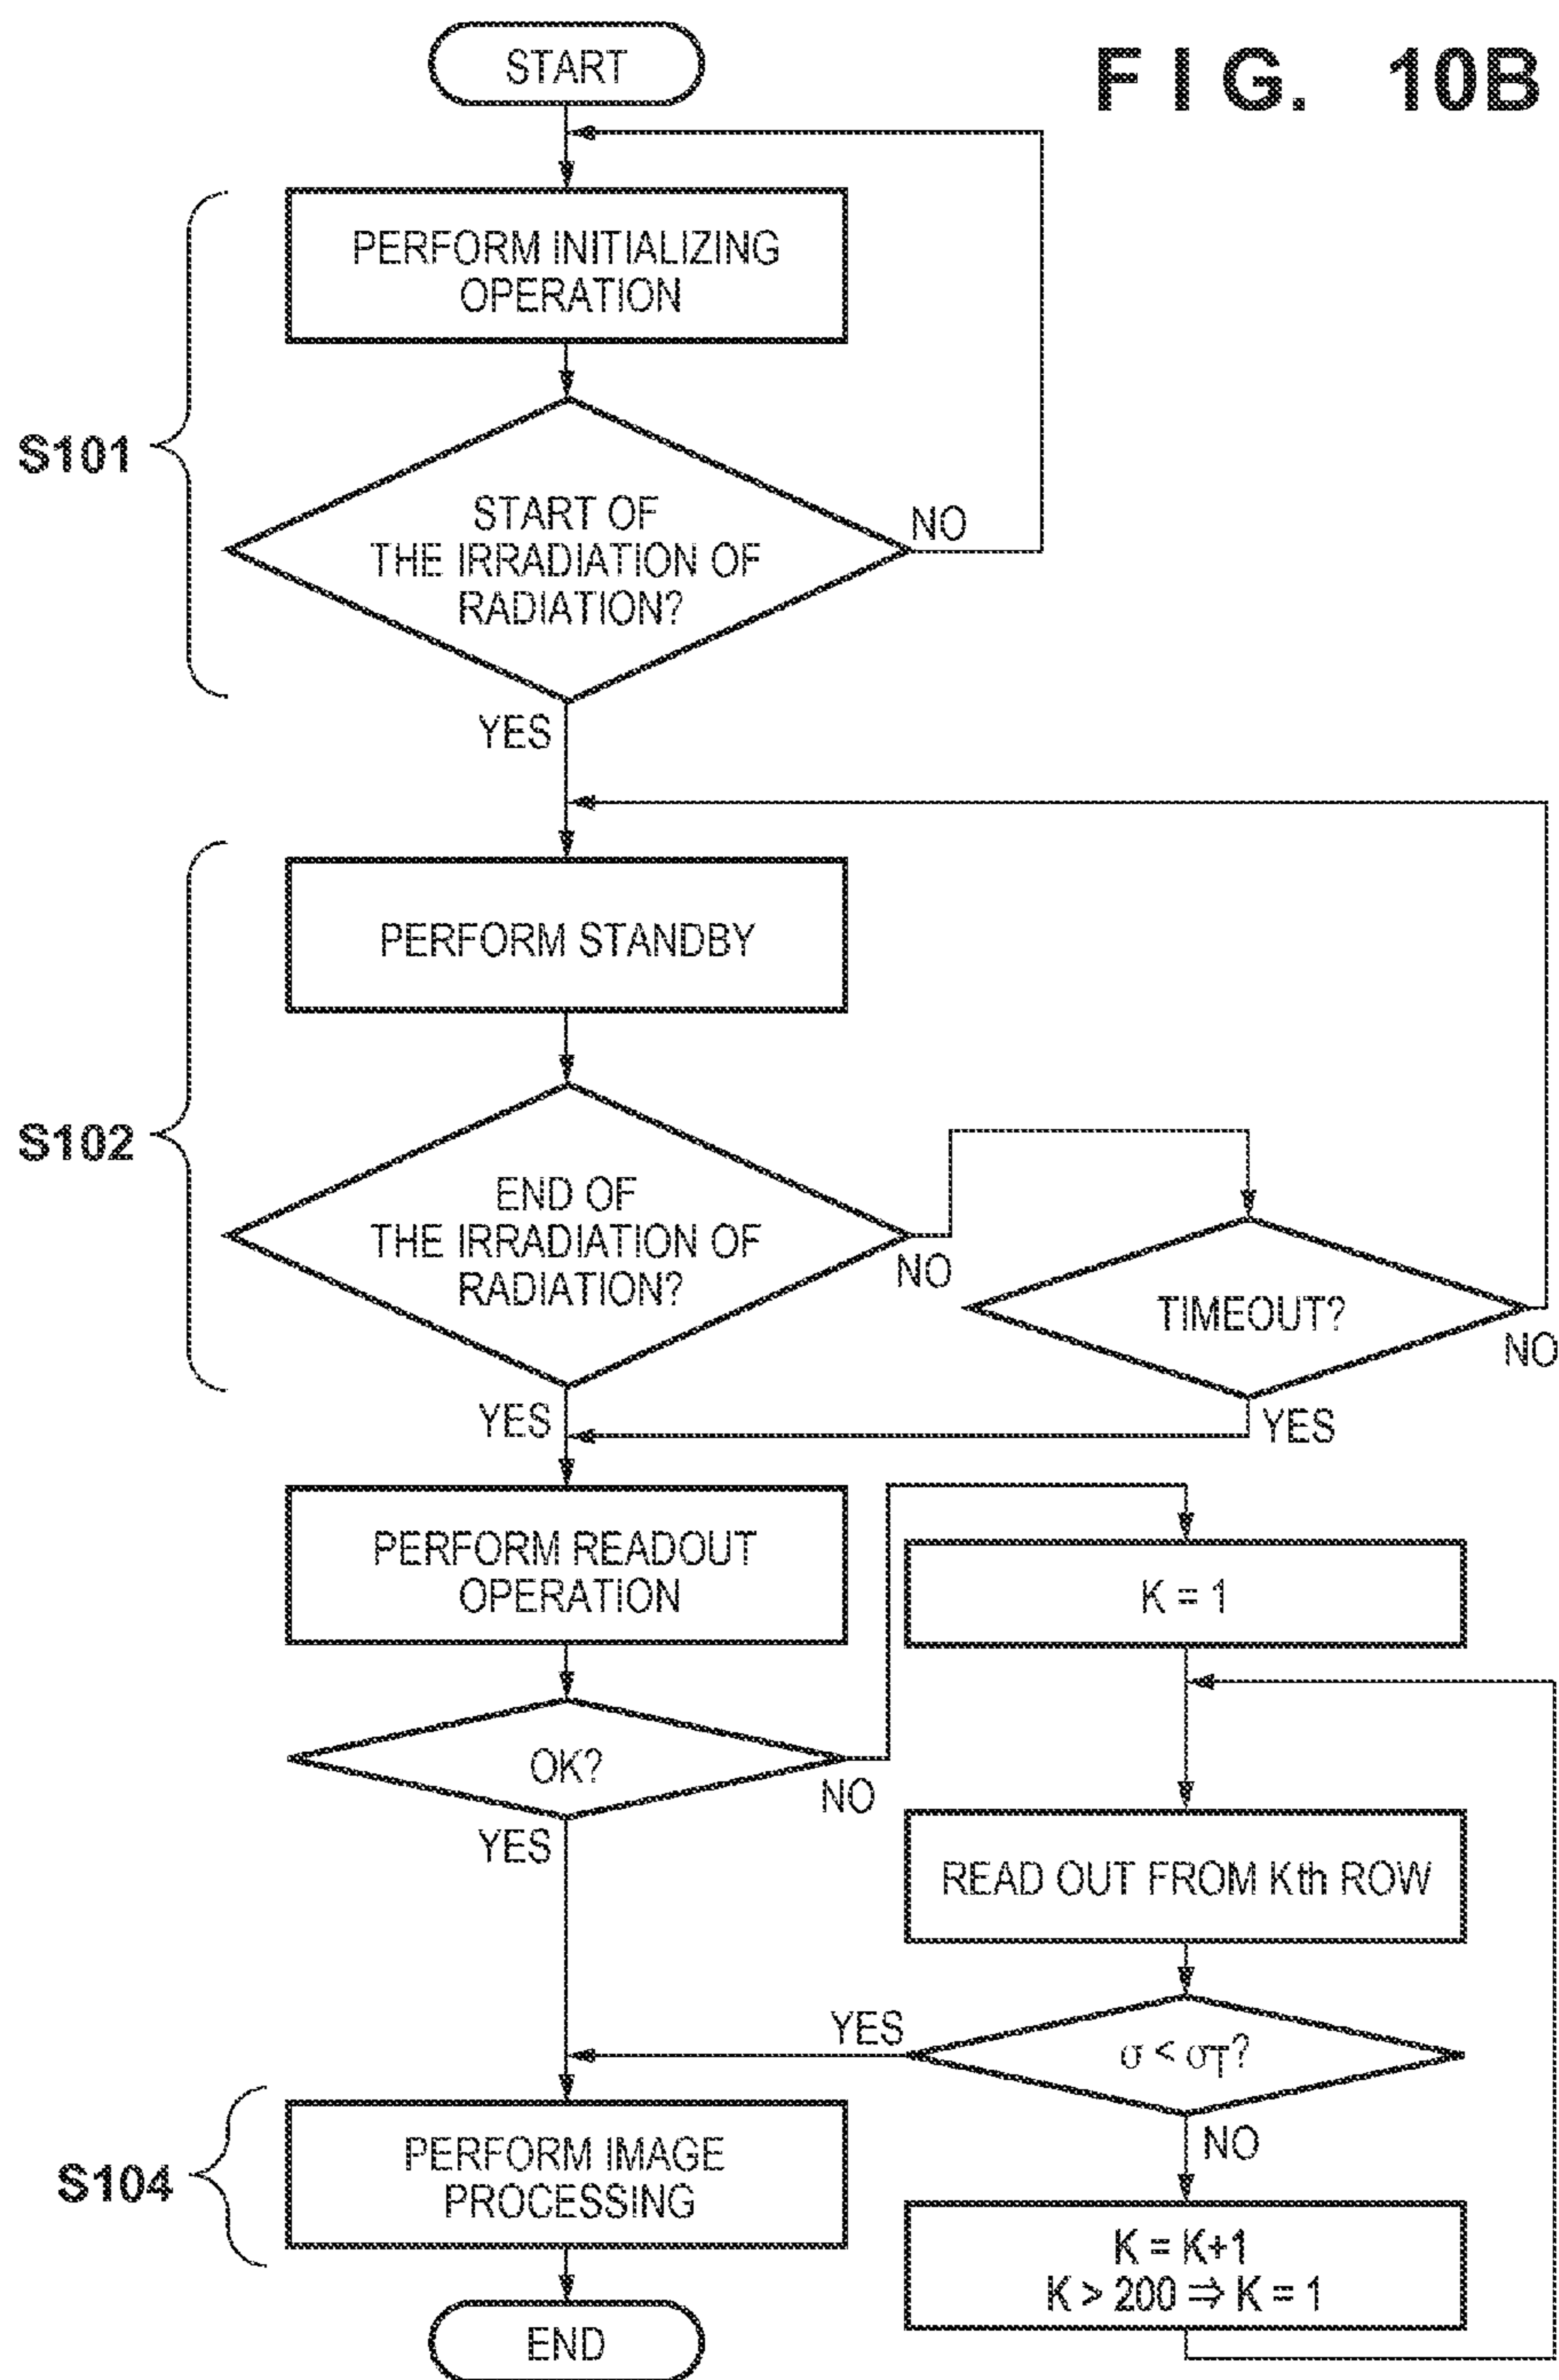 FIG. 10B
START
PERFORM INITIALIZING
OPERATION
S101
START OF
THE IRRADIATION OF
RADIATION?
NO
YES
PERFORM STANDBY
S102
END OF
THE IRRADIATION OF
RADIATION?
NO
TIMEOUT?
NO
YES
YES
PERFORM READOUT
OPERATION
K = 1
OK?
NO
YES
READ OUT FROM Kth ROW
YES
σ < σT?
NO
S104
PERFORM IMAGE
PROCESSING
K = K+1
K > 200 ⇒ K = 1
END